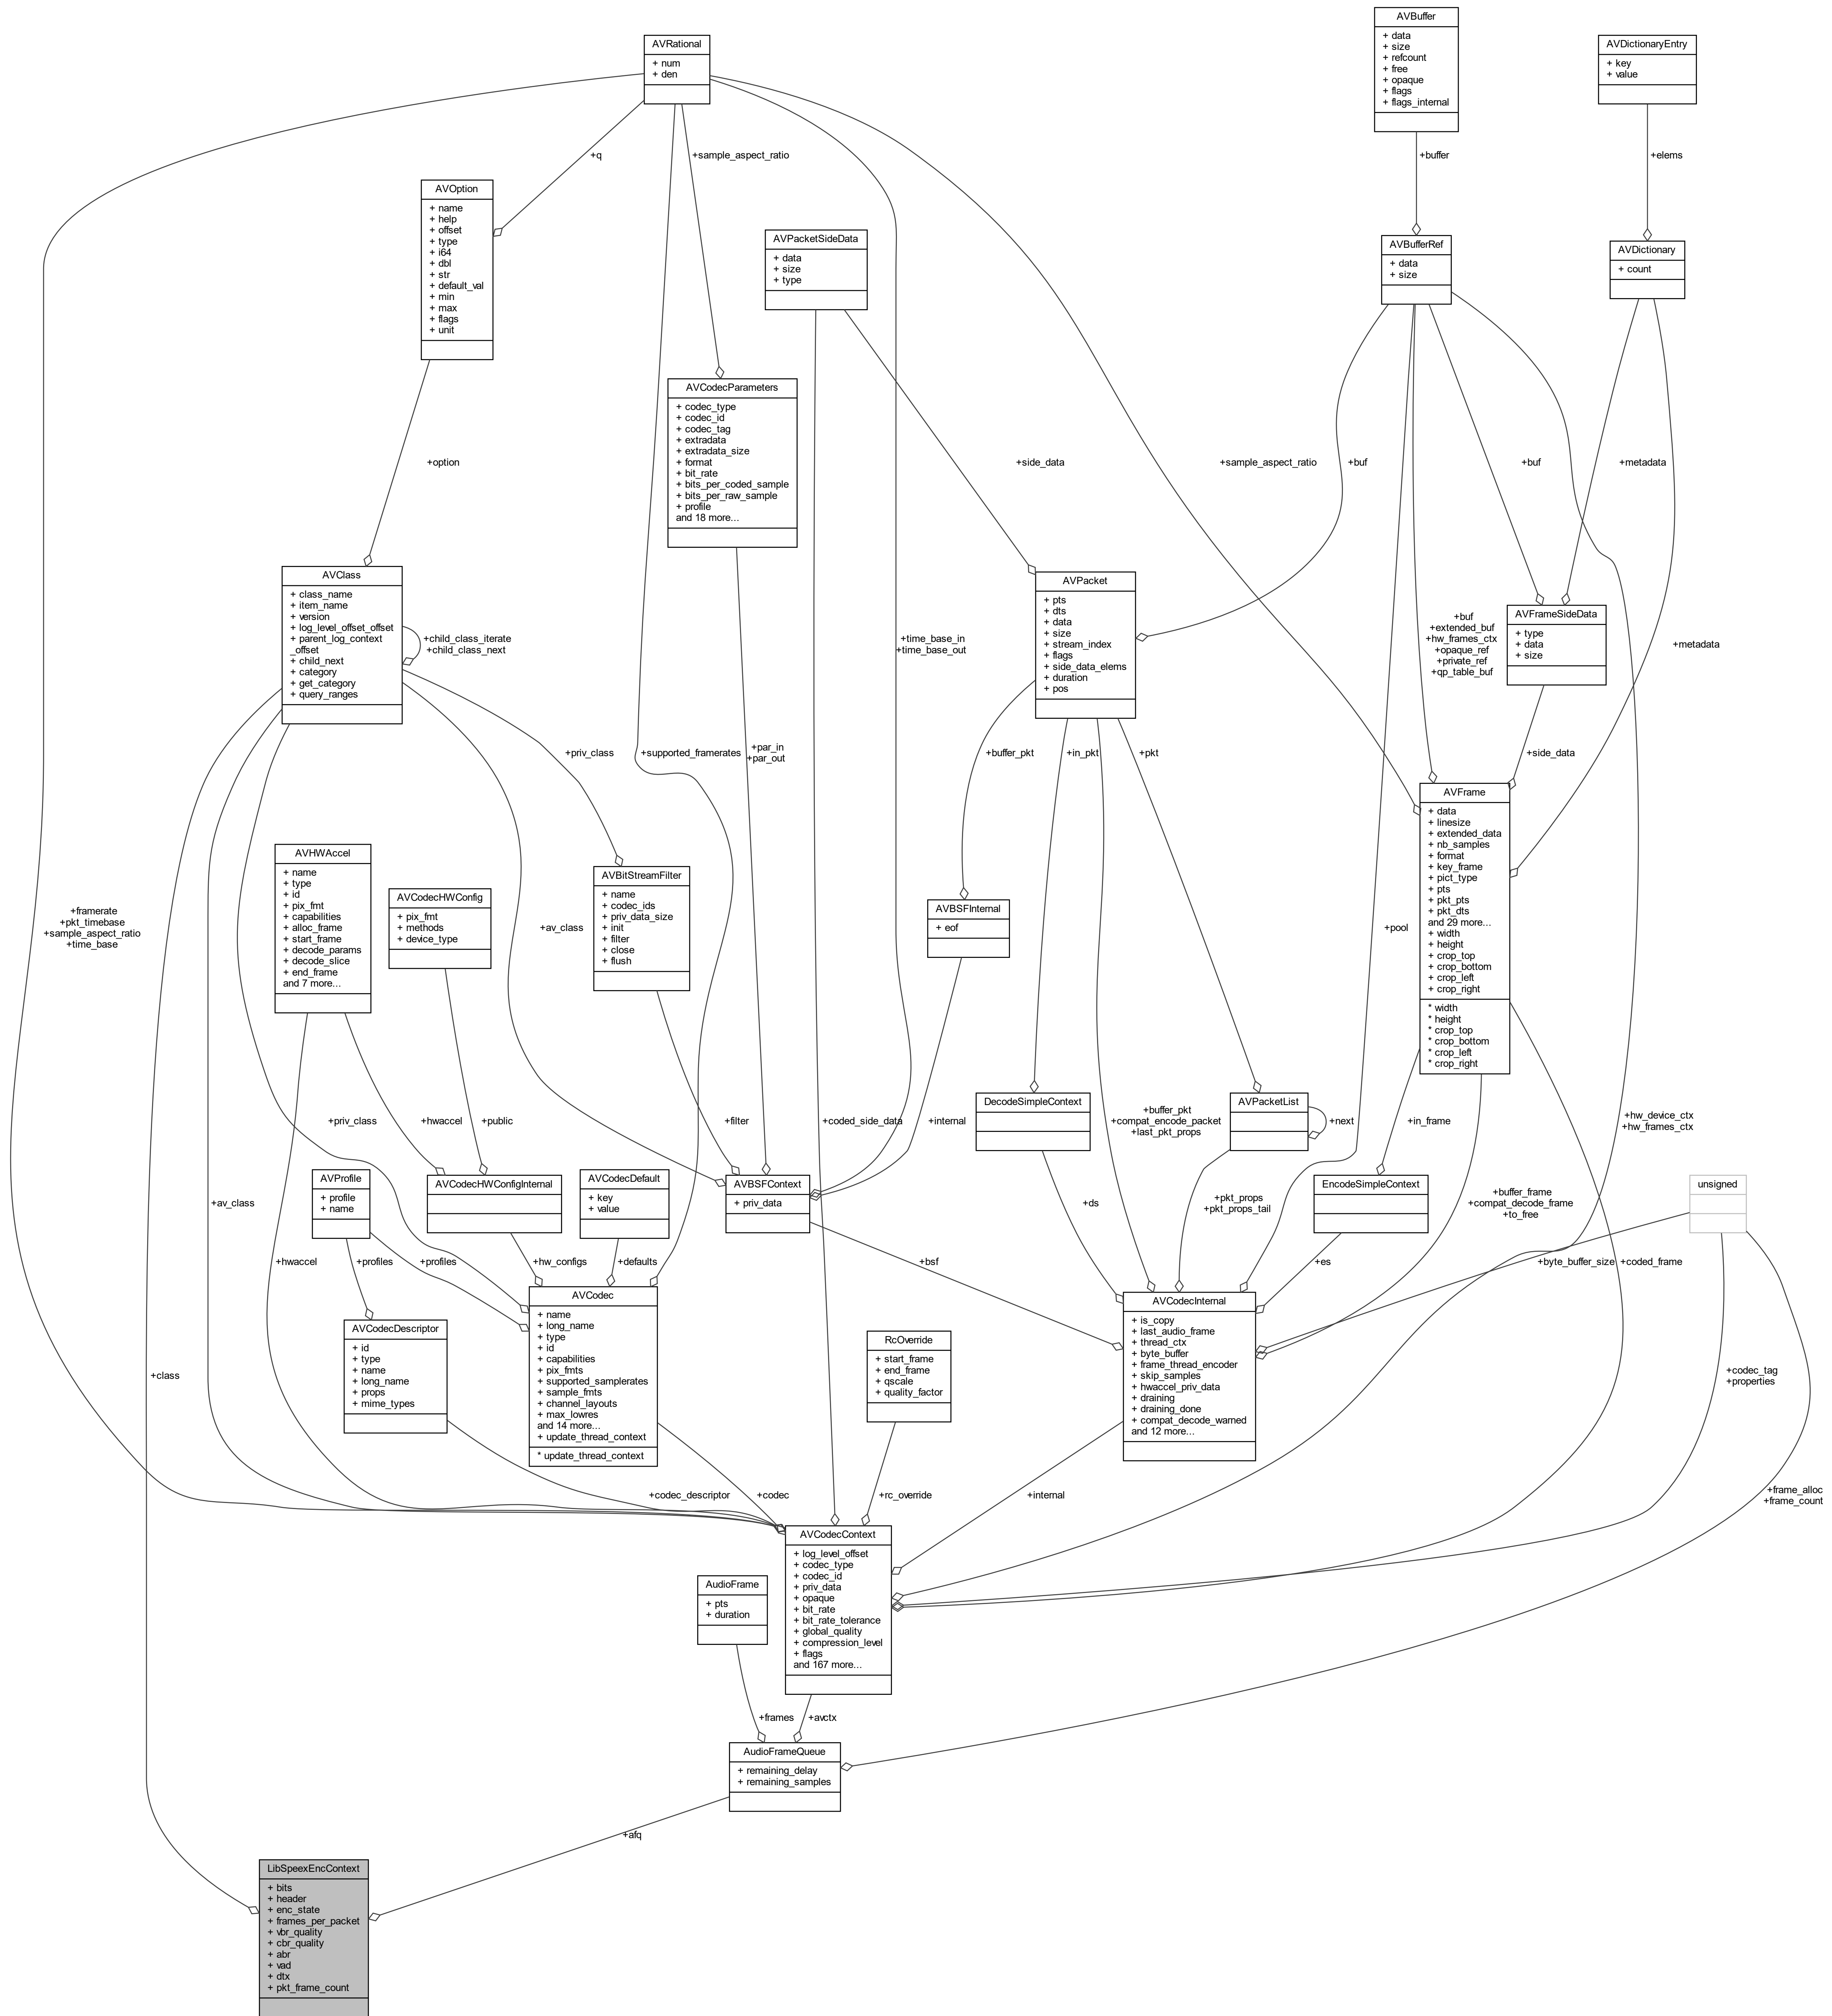 AVBuffer
+ data
+ size
+ refcount
+ free
+ opaque
+ flags
+ flags_internal
AVRational
+ num
+ den
AVDictionaryEntry
+ key
+ value
+q
+sample_aspect_ratio
+buffer
+elems
AVOption
+ name
+ help
+ offset
+ type
+ i64
+ dbl
+ str
+ default_val
+ min
+ max
+ flags
+ unit
AVPacketSideData
+ data
+ size
+ type
AVBufferRef
+ data
+ size
AVDictionary
+ count
AVCodecParameters
+ codec_type
+ codec_id
+ codec_tag
+ extradata
+ extradata_size
+ format
+ bit_rate
+ bits_per_coded_sample
+ bits_per_raw_sample
+ profile
and 18 more...
+option
+side_data
+sample_aspect_ratio
+buf
+buf
+metadata
AVClass
+ class_name
+ item_name
+ version
+ log_level_offset_offset
+ parent_log_context
_offset
+ child_next
+ category
+ get_category
+ query_ranges
+child_class_iterate
+child_class_next
+time_base_in
+time_base_out
AVPacket
+ pts
+ dts
+ data
+ size
+ stream_index
+ flags
+ side_data_elems
+ duration
+ pos
+buf
+extended_buf
+hw_frames_ctx
+opaque_ref
+private_ref
+qp_table_buf
AVFrameSideData
+ type
+ data
+ size
+metadata
+priv_class
+supported_framerates
+par_in
+par_out
+buffer_pkt
+in_pkt
+pkt
+side_data
AVFrame
+ data
+ linesize
+ extended_data
+ nb_samples
+ format
+ key_frame
+ pict_type
+ pts
+ pkt_pts
+ pkt_dts
and 29 more...
+ width
+ height
+ crop_top
+ crop_bottom
+ crop_left
+ crop_right
* width
* height
* crop_top
* crop_bottom
* crop_left
* crop_right
AVHWAccel
+ name
+ type
+ id
+ pix_fmt
+ capabilities
+ alloc_frame
+ start_frame
+ decode_params
+ decode_slice
+ end_frame
and 7 more...
AVCodecHWConfig
+ pix_fmt
+ methods
+ device_type
AVBitStreamFilter
+ name
+ codec_ids
+ priv_data_size
+ init
+ filter
+ close
+ flush
AVBSFInternal
+ eof
+framerate
+pkt_timebase
+sample_aspect_ratio
+time_base
+av_class
+pool
+priv_class
+hwaccel
+public
+filter
+coded_side_data
+internal
DecodeSimpleContext
+buffer_pkt
+compat_encode_packet
+last_pkt_props
AVPacketList
+next
+in_frame
+hw_device_ctx
+hw_frames_ctx
AVProfile
+ profile
+ name
AVCodecHWConfigInternal
AVCodecDefault
+ key
+ value
AVBSFContext
+ priv_data
+ds
+pkt_props
+pkt_props_tail
EncodeSimpleContext
+buffer_frame
+compat_decode_frame
+to_free
unsigned
+av_class
+hwaccel
+profiles
+profiles
+hw_configs
+defaults
+bsf
+es
+byte_buffer_size
+coded_frame
AVCodecDescriptor
+ id
+ type
+ name
+ long_name
+ props
+ mime_types
AVCodec
+ name
+ long_name
+ type
+ id
+ capabilities
+ pix_fmts
+ supported_samplerates
+ sample_fmts
+ channel_layouts
+ max_lowres
and 14 more...
+ update_thread_context
* update_thread_context
RcOverride
+ start_frame
+ end_frame
+ qscale
+ quality_factor
AVCodecInternal
+ is_copy
+ last_audio_frame
+ thread_ctx
+ byte_buffer
+ frame_thread_encoder
+ skip_samples
+ hwaccel_priv_data
+ draining
+ draining_done
+ compat_decode_warned
and 12 more...
+class
+codec_tag
+properties
+codec_descriptor
+codec
+rc_override
+internal
+frame_alloc
+frame_count
AVCodecContext
+ log_level_offset
+ codec_type
+ codec_id
+ priv_data
+ opaque
+ bit_rate
+ bit_rate_tolerance
+ global_quality
+ compression_level
+ flags
and 167 more...
AudioFrame
+ pts
+ duration
+frames
+avctx
AudioFrameQueue
+ remaining_delay
+ remaining_samples
+afq
LibSpeexEncContext
+ bits
+ header
+ enc_state
+ frames_per_packet
+ vbr_quality
+ cbr_quality
+ abr
+ vad
+ dtx
+ pkt_frame_count